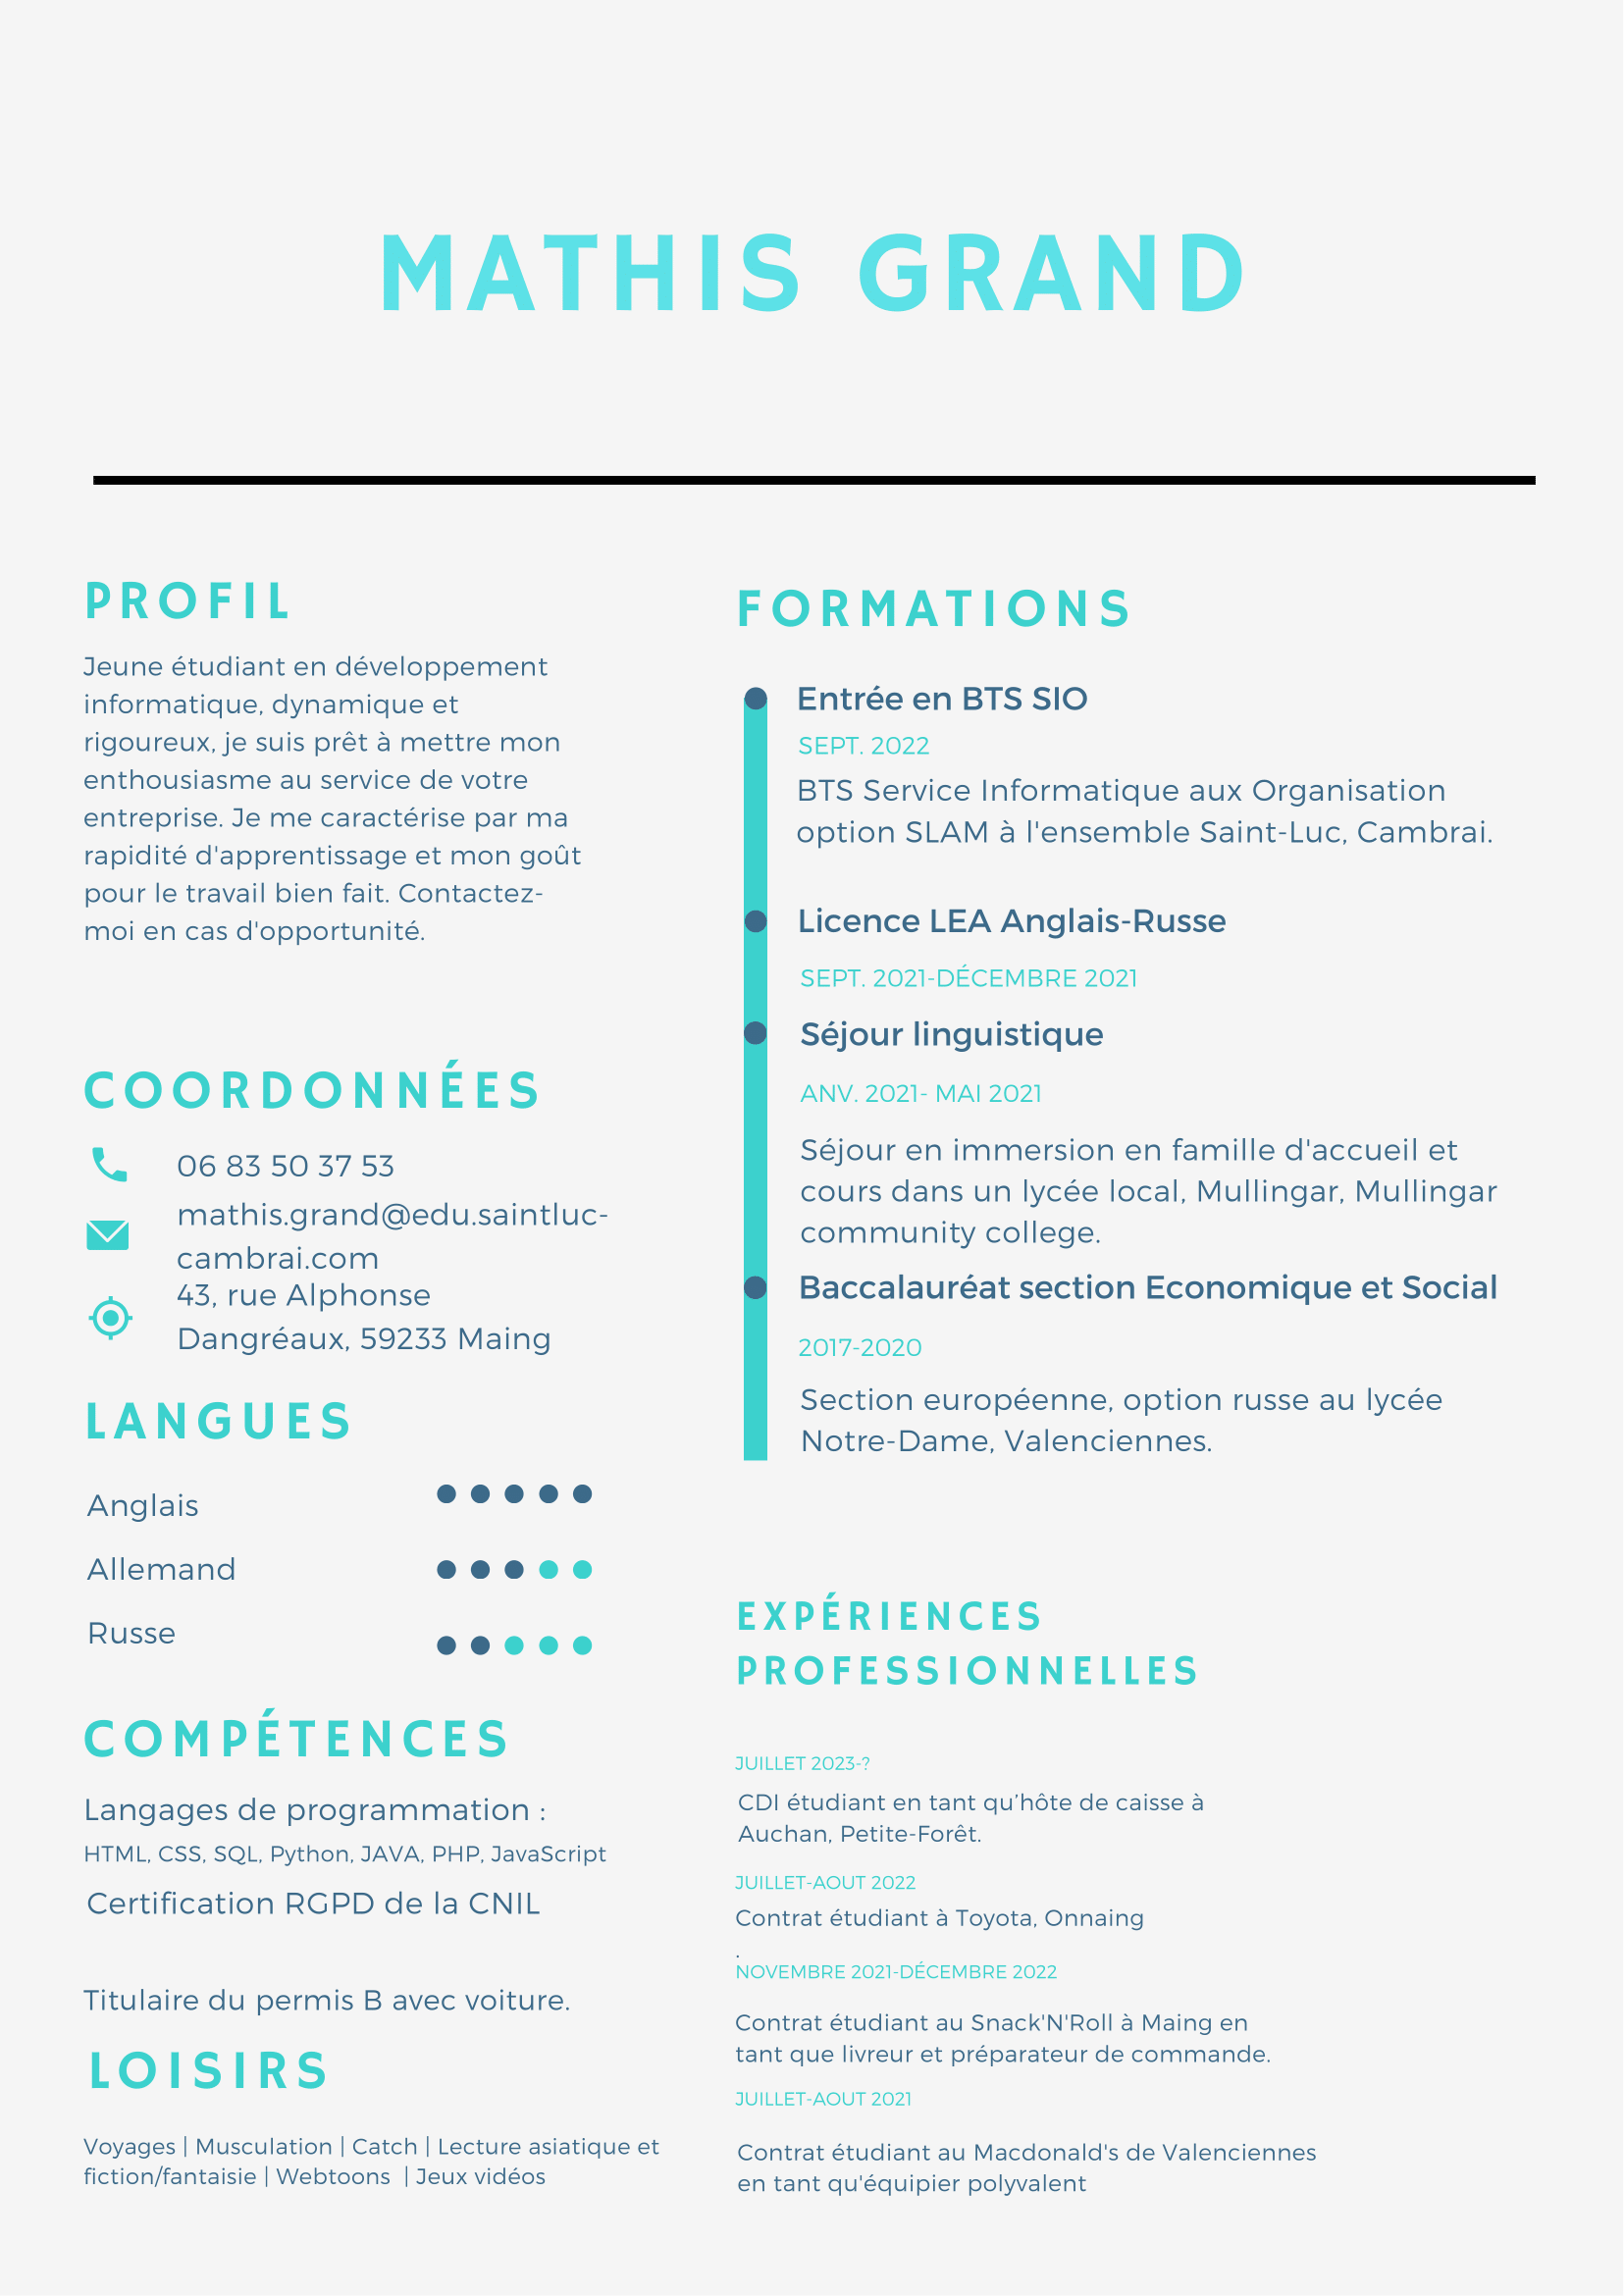 MATHIS GRAND
PROFIL
Jeune étudiant en développement
informatique, dynamique et
rigoureux, je suis prêt à mettre mon
enthousiasme au service de votre
entreprise. Je me caractérise par ma
rapidité d'apprentissage et mon goût
pour le travail bien fait. Contactez-
moi en cas d'opportunité.
COORDONNÉES
06 83 50 37 53
mathis.grand@edu.saintluc-
cambrai.com
43, rue Alphonse
Dangréaux, 59233 Maing
LANGUES
Anglais
Allemand
Russe
COMPÉTENCES
Langages de programmation :
HTML, CSS, SQL, Python, JAVA, PHP, JavaScript
Certification RGPD de la CNIL
Titulaire du permis B avec voiture.
LOISIRS
Voyages | Musculation | Catch | Lecture asiatique et
fiction/fantaisie | Webtoons | Jeux vidéos
FORMATIONS
Entrée en BTS SIO
SEPT. 2022
BTS Service Informatique aux Organisation
option SLAM à l'ensemble Saint-Luc, Cambrai.
Licence LEA Anglais-Russe
SEPT. 2021-DÉCEMBRE 2021
Séjour linguistique
ANV. 2021- MAI 2021
Séjour en immersion en famille d'accueil et
cours dans un lycée local, Mullingar, Mullingar
community college.
Baccalauréat section Economique et Social
2017-2020
Section européenne, option russe au lycée
Notre-Dame, Valenciennes.
EXPÉRIENCES
PROFESSIONNELLES
JUILLET 2023-?
CDI étudiant en tant qu’hôte de caisse à
Auchan, Petite-Forêt.
JUILLET-AOUT 2022
Contrat étudiant à Toyota, Onnaing
.
NOVEMBRE 2021-DÉCEMBRE 2022
Contrat étudiant au Snack'N'Roll à Maing en
tant que livreur et préparateur de commande.
JUILLET-AOUT 2021
Contrat étudiant au Macdonald's de Valenciennes
en tant qu'équipier polyvalent